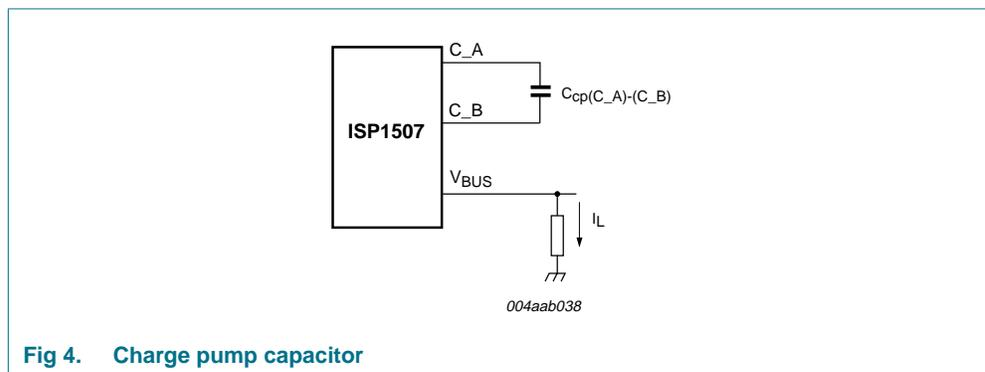 C_A
Ccp(C_A)-(C_B)
C_B
ISP1507
VBUS
IL
004aab038
Fig 4. Charge pump capacitor